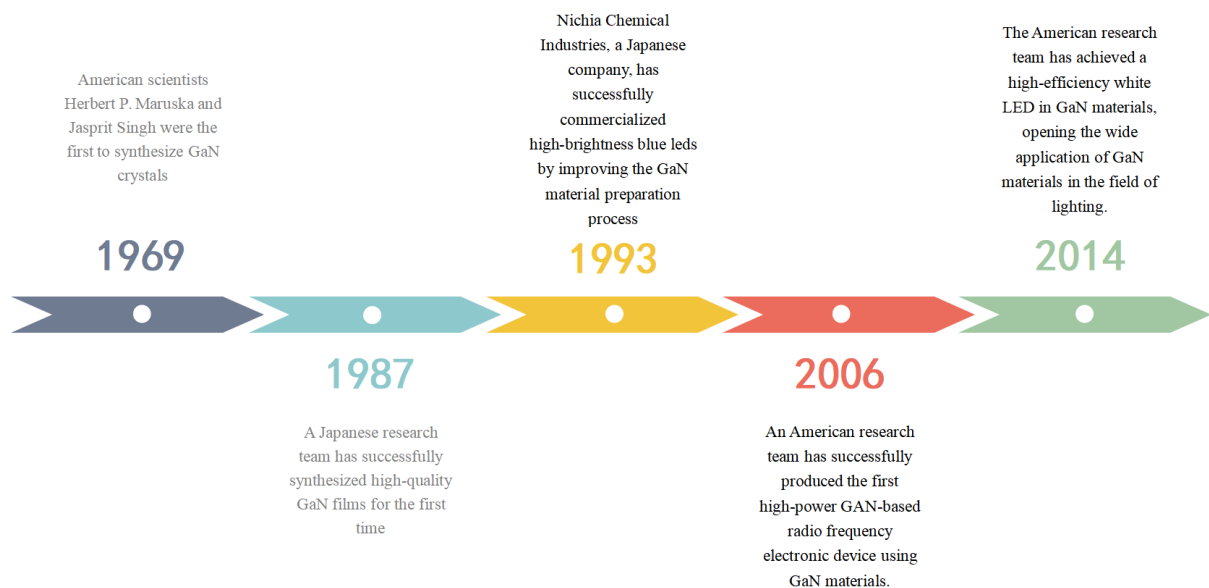 American scientists
Herbert P. Maruska and
Jasprit Singh were the
first to synthesize GaN
crystals
1969
1987
A Japanese research
team has successfully
synthesized high-quality
GaN films for the first
time
Nichia Chemical
Industries, a Japanese
company, has
successfully
commercialized
high-brightness blue leds
by improving the GaN
material preparation
process
1993
2006
An American research
team has successfully
produced the first
high-power GAN-based
radio frequency
electronic device using
GaN materials.
The American research
team has achieved a
high-efficiency white
LED in GaN materials,
opening the wide
application of GaN
materials in the field of
lighting.
2014